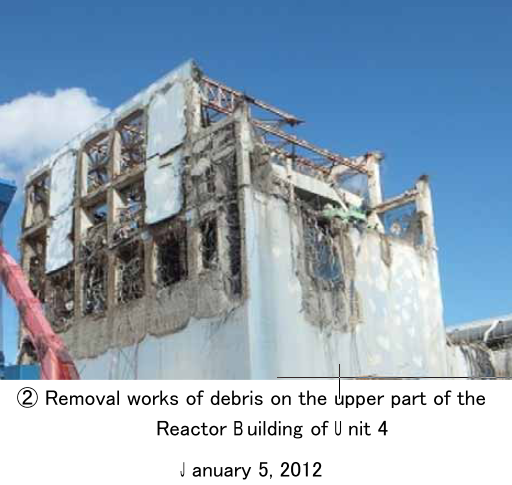 ② Removal works of debris on the upper part of the
Reactor Building of Unit 4
January 5, 2012